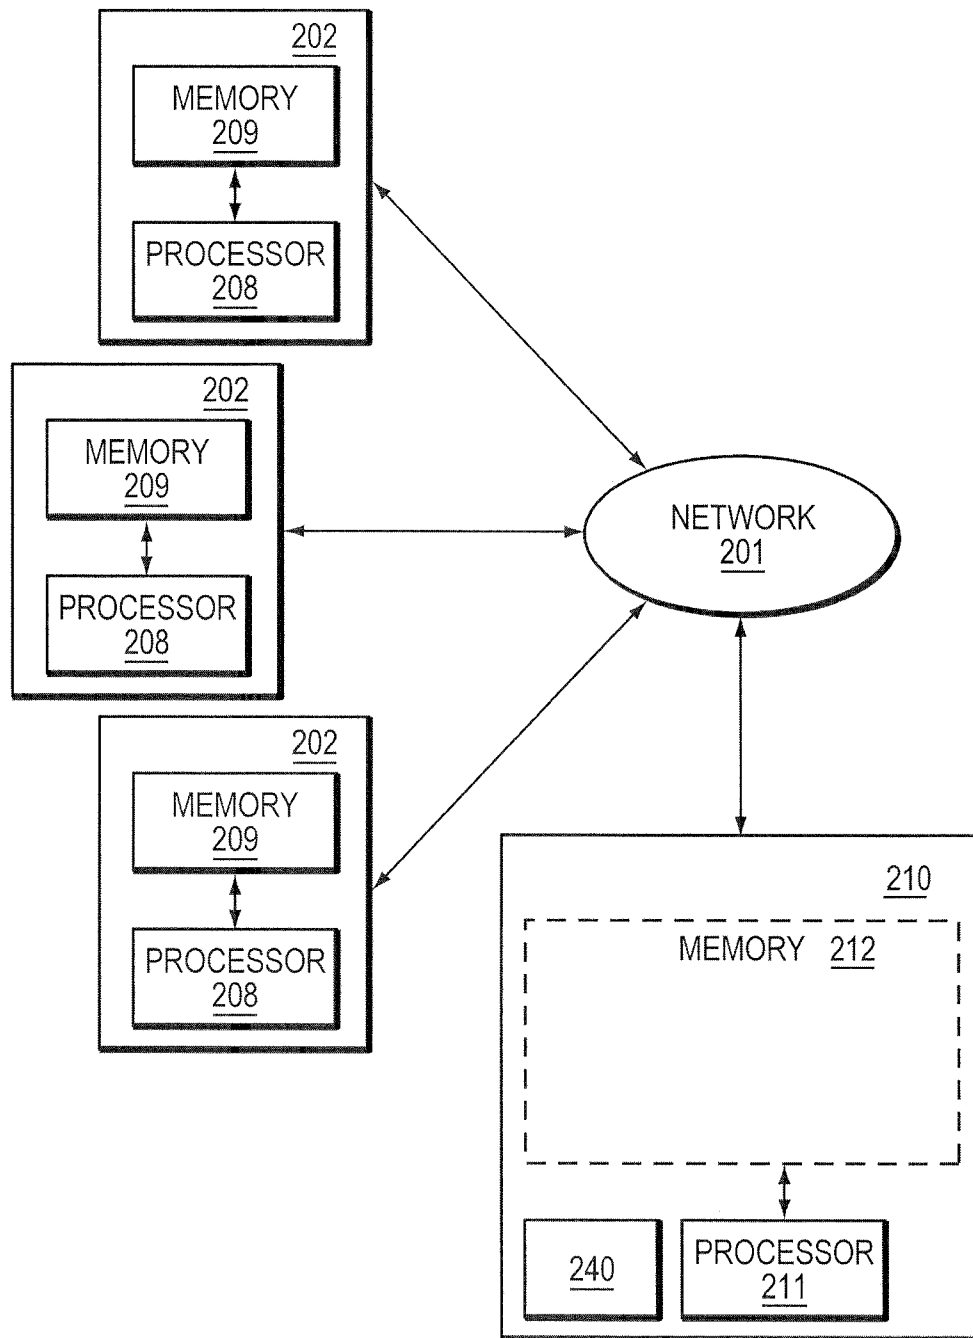 202
MEMORY
209
PROCESSOR
208
202
MEMORY
209
PROCESSOR
208
NETWORK
201
202
MEMORY
209
PROCESSOR
208
210
MEMORY 212
240
PROCESSOR
211